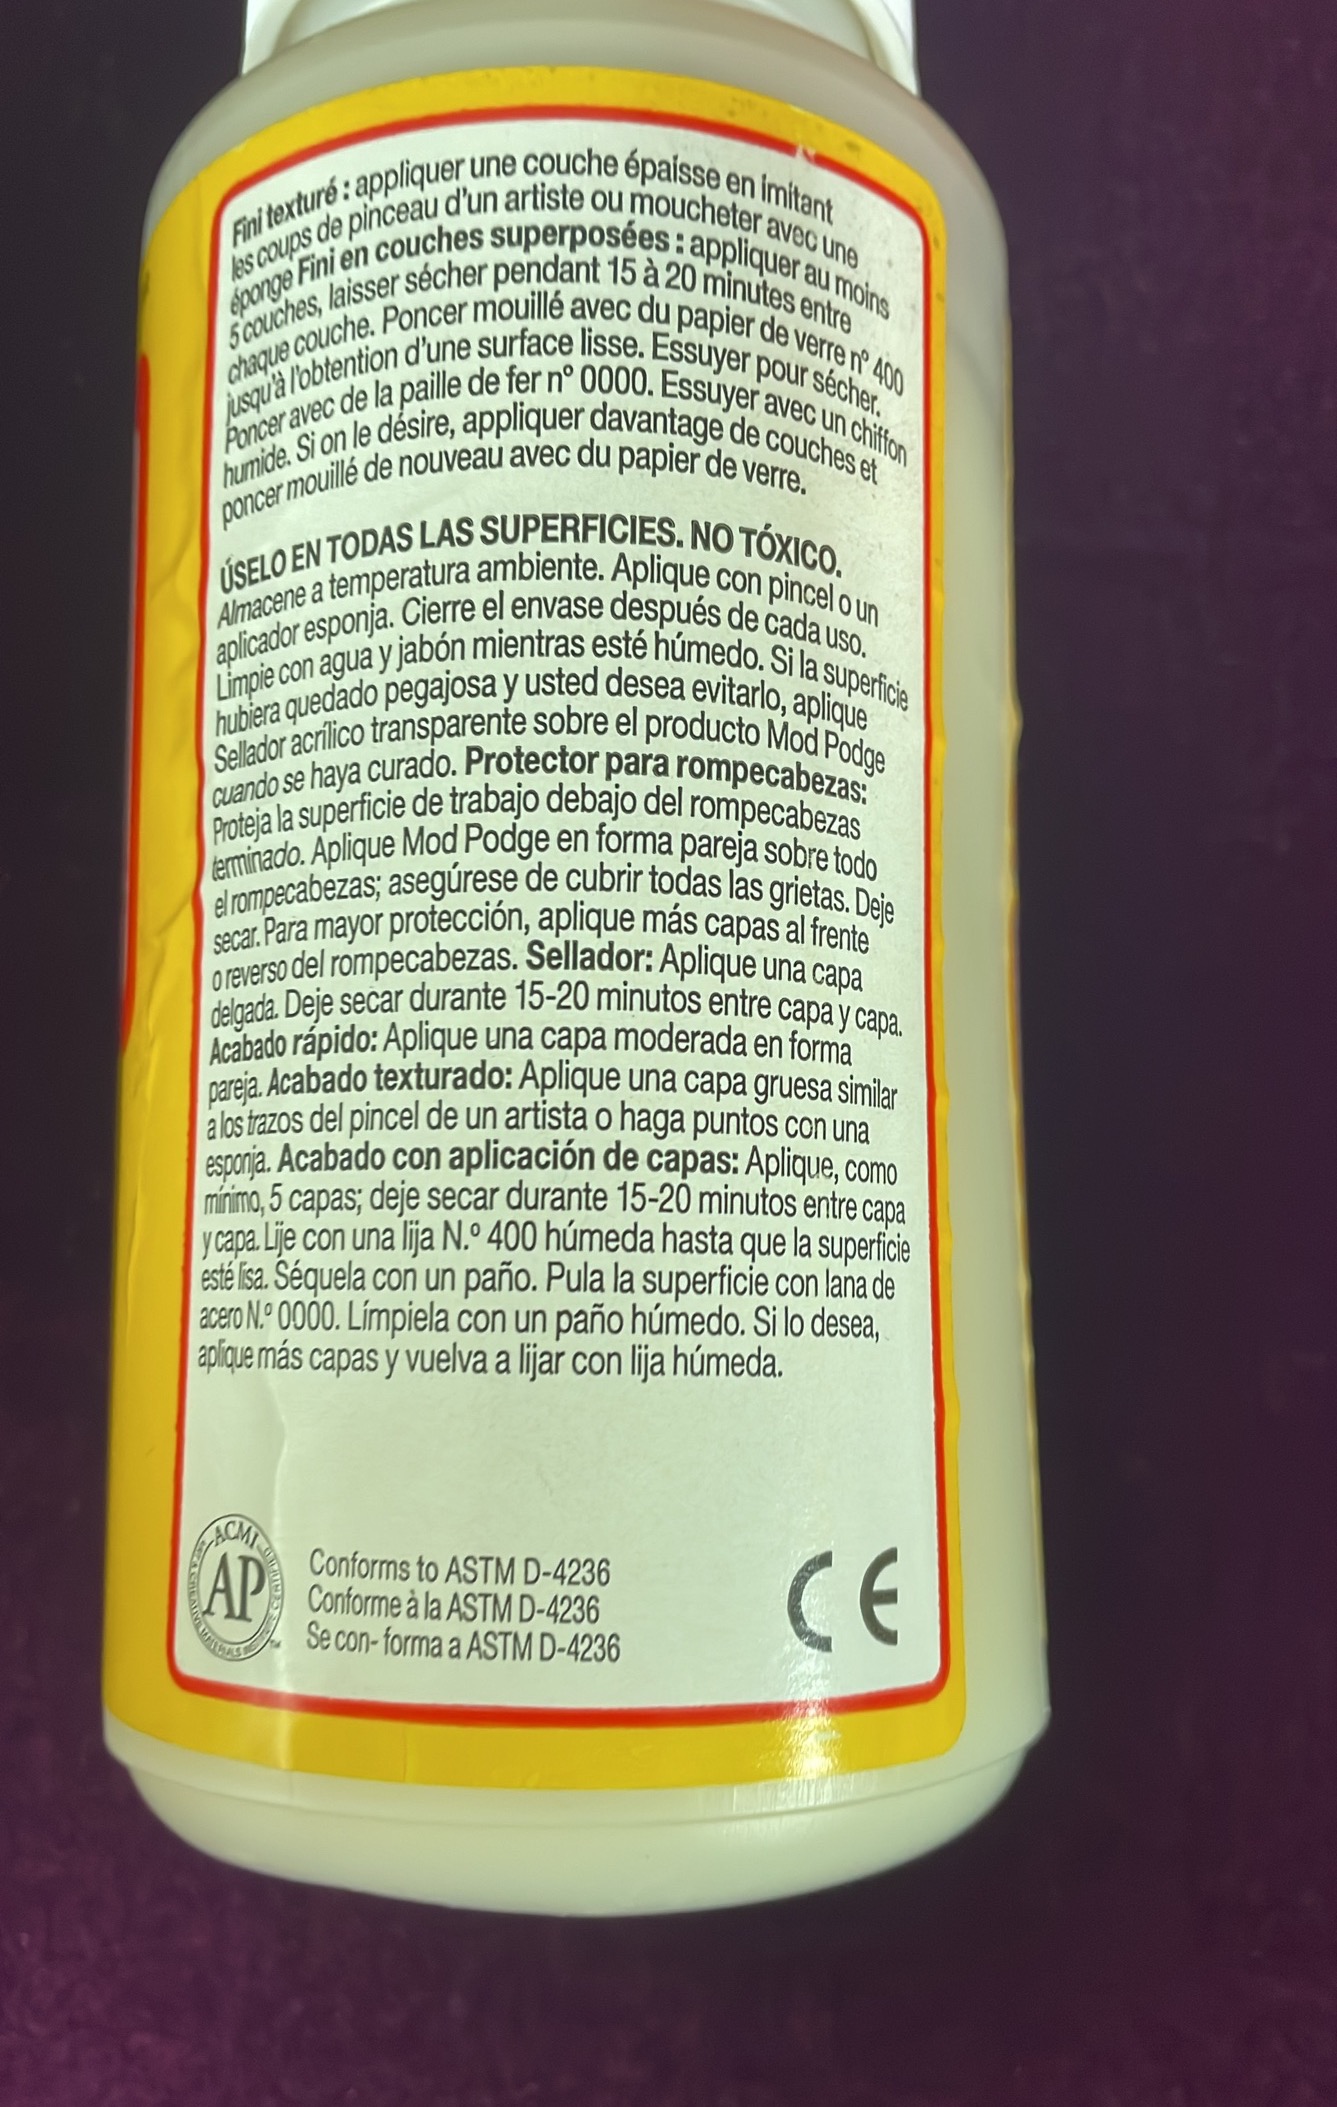 Fini texturé : appliquer une couche épaisse en imitant
les coups de pinceau d'un artiste ou moucheter avec une
éponge Fini en couches superposées : appliquer au moins
5 couches, laisser sécher pendant 15 à 20 minutes entre
chaque couche. Poncer mouillé avec du papier de verre nº 400
jusqu'à l'obtention d'une surface lisse. Essuyer pour sécher.
Poncer avec de la paille de fer nº 0000. Essuyer avec un chiffon
humide. Si on le désire, appliquer davantage de couches et
poncer mouillé de nouveau avec du papier de verre.
ÚSELO EN TODAS LAS SUPERFICIES. NO TÓXICO.
Almacene a temperatura ambiente. Aplique con pincel o un
aplicador esponja. Cierre el envase después de cada uso.
Limpie con agua y jabón mientras esté húmedo. Si la superficie
hubiera quedado pegajosa y usted desea evitarlo, aplique
Sellador acrílico transparente sobre el producto Mod Podge
cuando se haya curado. Protector para rompecabezas:
Proteja la superficie de trabajo debajo del rompecabezas
terminado. Aplique Mod Podge en forma pareja sobre todo
el rompecabezas; asegúrese de cubrir todas las grietas. Deje
secar. Para mayor protección, aplique más capas al frente
o reverso del rompecabezas. Sellador: Aplique una capa
delgada. Deje secar durante 15-20 minutos entre capa y capa.
Acabado rápido: Aplique una capa moderada en forma
pareja. Acabado texturado: Aplique una capa gruesa similar
a los trazos del pincel de un artista o haga puntos con una
esponja. Acabado con aplicación de capas: Aplique, como
mínimo, 5 capas; deje secar durante 15-20 minutos entre capa
y capa. Lije con una lija N.º 400 húmeda hasta que la superficie
esté lisa. Séquela con un paño. Pula la superficie con lana de
acero N.º 0000. Límpiela con un paño húmedo. Si lo desea,
aplique más capas y vuelva a lijar con lija húmeda.
ACMI
AP
Conforms to ASTM D-4236
Conforme à la ASTM D-4236
Se con- forma a ASTM D-4236
CE